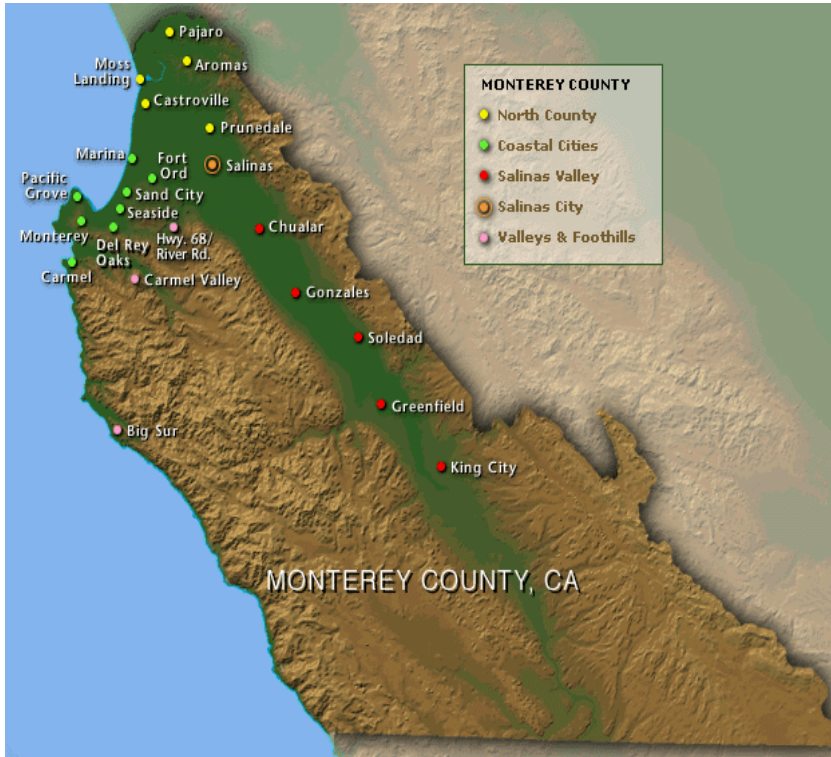 Pajaro
Aromas
Moss
Landing
Castroville
Prunedale
Marina
Fort
Ord
Salinas
Pacific
Grove
Sand City
Seaside
Monterey
Del Rey
Oaks
Hwy. 68/
River Rd.
Chualar
Carmel
Carmel Valley
Gonzales
Soledad
Greenfield
Big Sur
King City
MONTEREY COUNTY, CA
MONTEREY COUNTY
North County
Coastal Cities
Salinas Valley
Salinas City
Valleys & Foothills